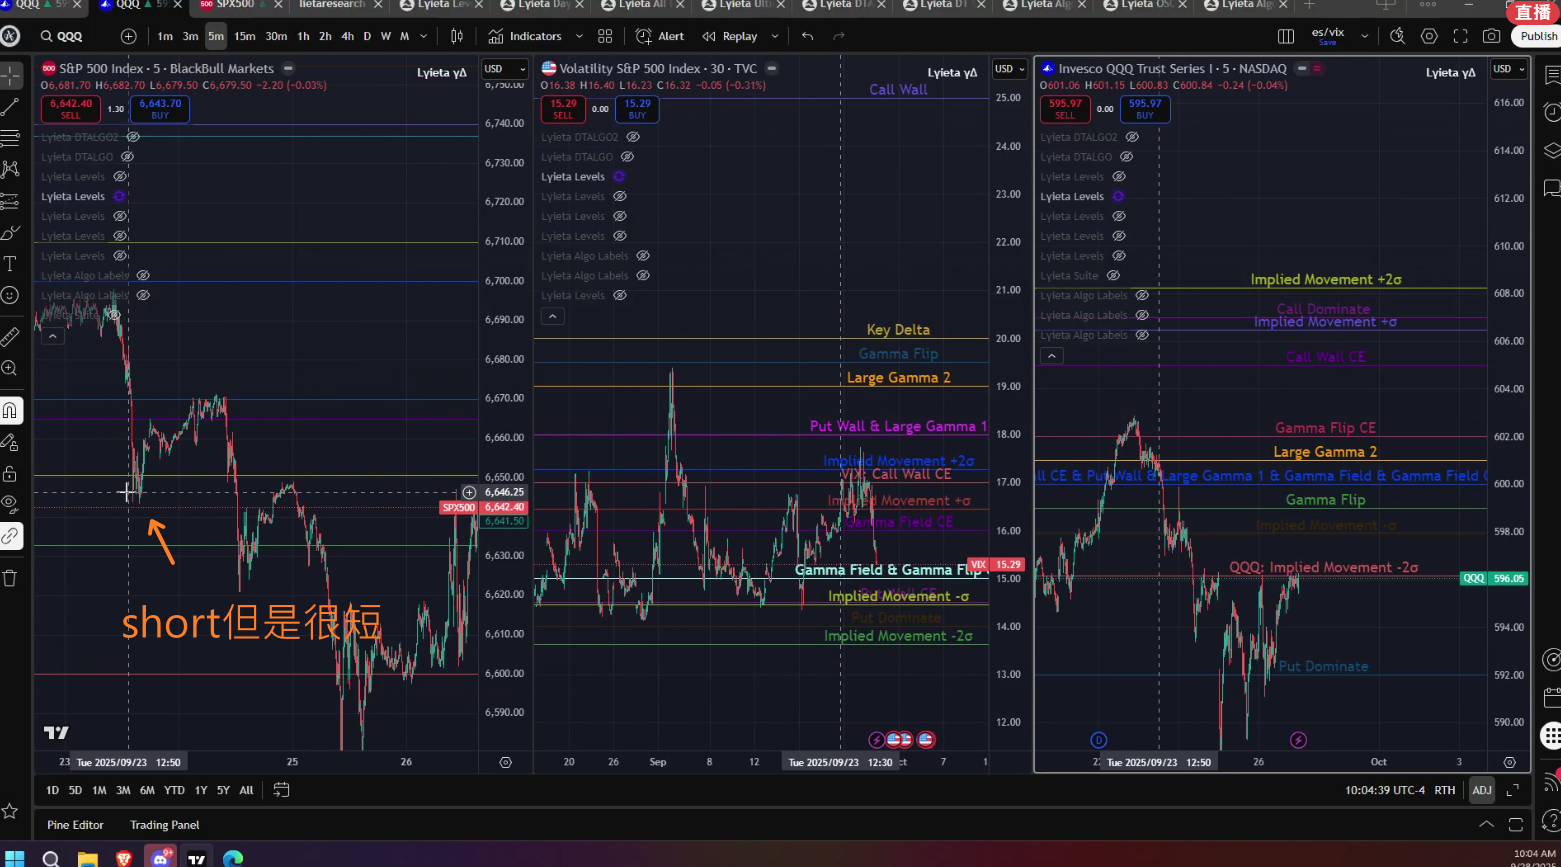 QQQ ▲ 59
QQQ ▲ 59
500 SPX500
lietaresearch
Lyieta Day
直播
QQQ
1m 3m 5m 15m 30m 1h 2h 4h D W M
Indicators
Alert
Replay
es/vix
Save
Publish
S&P 500 Index · 5 · BlackBull Markets
O6,681.70 H6,682.70 L6,679.50 C6,679.50 −2.20 (−0.03%)
6,642.40
SELL
1.30
6,643.70
BUY
Lyieta γΔ
USD
Lyieta DTALGO2
Lyieta DTALGO
Lyieta Levels
Lyieta Levels
Lyieta Levels
Lyieta Levels
Lyieta Levels
Lyieta Algo Labels
Lyieta Algo Labels
Lyieta Suite
6,750.00
6,740.00
6,730.00
6,720.00
6,710.00
6,700.00
6,690.00
6,680.00
6,670.00
6,660.00
6,650.00
6,646.25
SPX500 6,642.40
6,641.50
6,630.00
6,620.00
6,610.00
6,600.00
6,590.00
short但是很短
23 Tue 2025/09/23 12:50 25 26
Volatility S&P 500 Index · 30 · TVC
O16.38 H16.40 L16.23 C16.32 −0.05 (−0.31%)
15.29
SELL
0.00
15.29
BUY
Lyieta γΔ
USD
Lyieta DTALGO2
Lyieta DTALGO
Lyieta Levels
Lyieta Levels
Lyieta Levels
Lyieta Levels
Lyieta Algo Labels
Lyieta Algo Labels
Lyieta Levels
Call Wall
Key Delta
Gamma Flip
Large Gamma 2
Put Wall & Large Gamma 1
Implied Movement +2σ
VIX: Call Wall CE
Implied Movement +σ
Gamma Field CE
Gamma Field & Gamma Flip
Put Wall CE
Implied Movement -σ
Put Dominate
Implied Movement -2σ
25.00
24.00
23.00
22.00
21.00
20.00
19.00
18.00
17.00
16.00
VIX 15.29
15.00
14.00
13.00
12.00
20 26 Sep 8 12 Tue 2025/09/23 12:30 ct 7
Invesco QQQ Trust Series I · 5 · NASDAQ
O601.06 H601.15 L600.83 C600.84 −0.24 (−0.04%)
595.97
SELL
0.00
595.97
BUY
Lyieta γΔ
USD
Lyieta DTALGO2
Lyieta DTALGO
Lyieta Levels
Lyieta Levels
Lyieta Levels
Lyieta Levels
Lyieta Levels
Lyieta Suite
Lyieta Algo Labels
Lyieta Algo Labels
Lyieta Algo Labels
Implied Movement +2σ
Call Dominate
Implied Movement +σ
Call Wall CE
Gamma Flip CE
Large Gamma 2
ll CE & Put Wall & Large Gamma 1 & Gamma Field & Gamma Field
Gamma Flip
Implied Movement -σ
QQQ: Implied Movement -2σ
Put Dominate
616.00
614.00
612.00
610.00
608.00
606.00
604.00
602.00
600.00
598.00
QQQ 596.05
594.00
592.00
590.00
D
Tue 2025/09/23 12:50 26 Oct 3
1D 5D 1M 3M 6M YTD 1Y 5Y All
10:04:39 UTC-4 RTH ADJ
Pine Editor
Trading Panel
10:04 AM